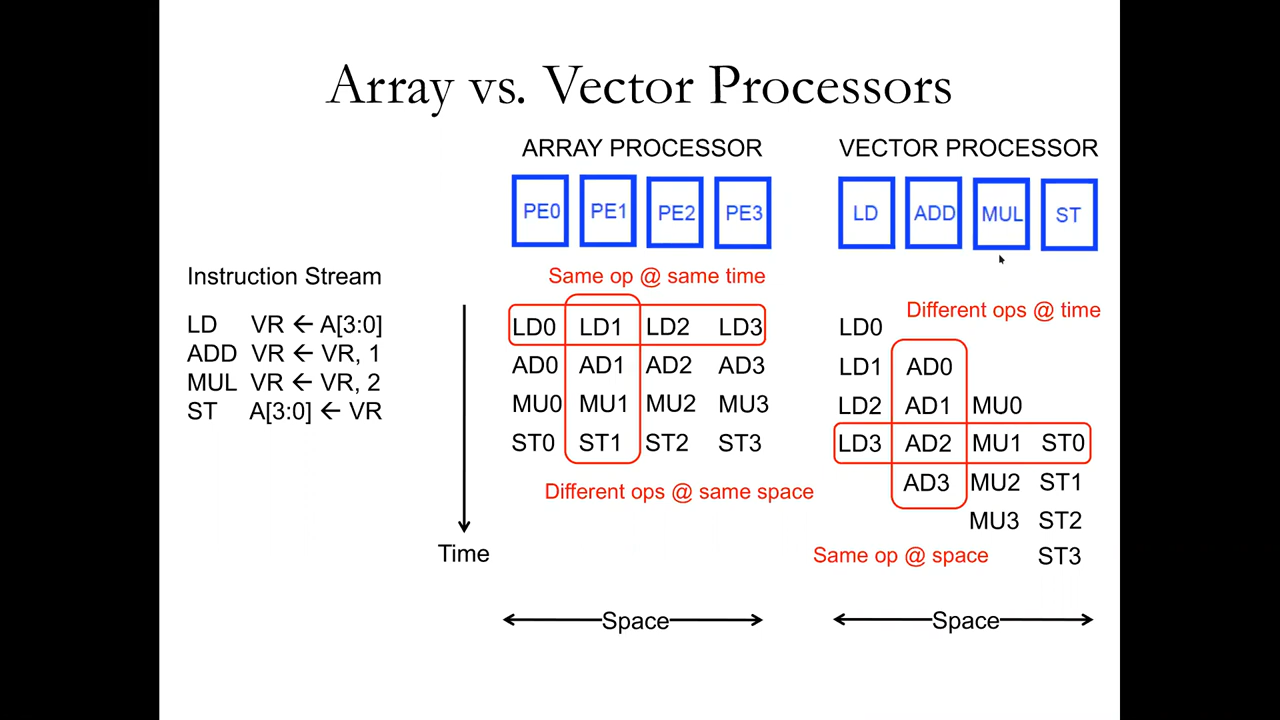 Array vs. Vector Processors
ARRAY PROCESSOR
VECTOR PROCESSOR
PE0 PE1 PE2 PE3
LD ADD MUL ST
Instruction Stream
LD VR ← A[3:0]
ADD VR ← VR, 1
MUL VR ← VR, 2
ST A[3:0] ← VR
Time
Same op @ same time
LD0 LD1 LD2 LD3
AD0 AD1 AD2 AD3
MU0 MU1 MU2 MU3
ST0 ST1 ST2 ST3
Different ops @ same space
Space
Different ops @ time
LD0
LD1 AD0
LD2 AD1 MU0
LD3 AD2 MU1 ST0
AD3 MU2 ST1
MU3 ST2
ST3
Same op @ space
Space